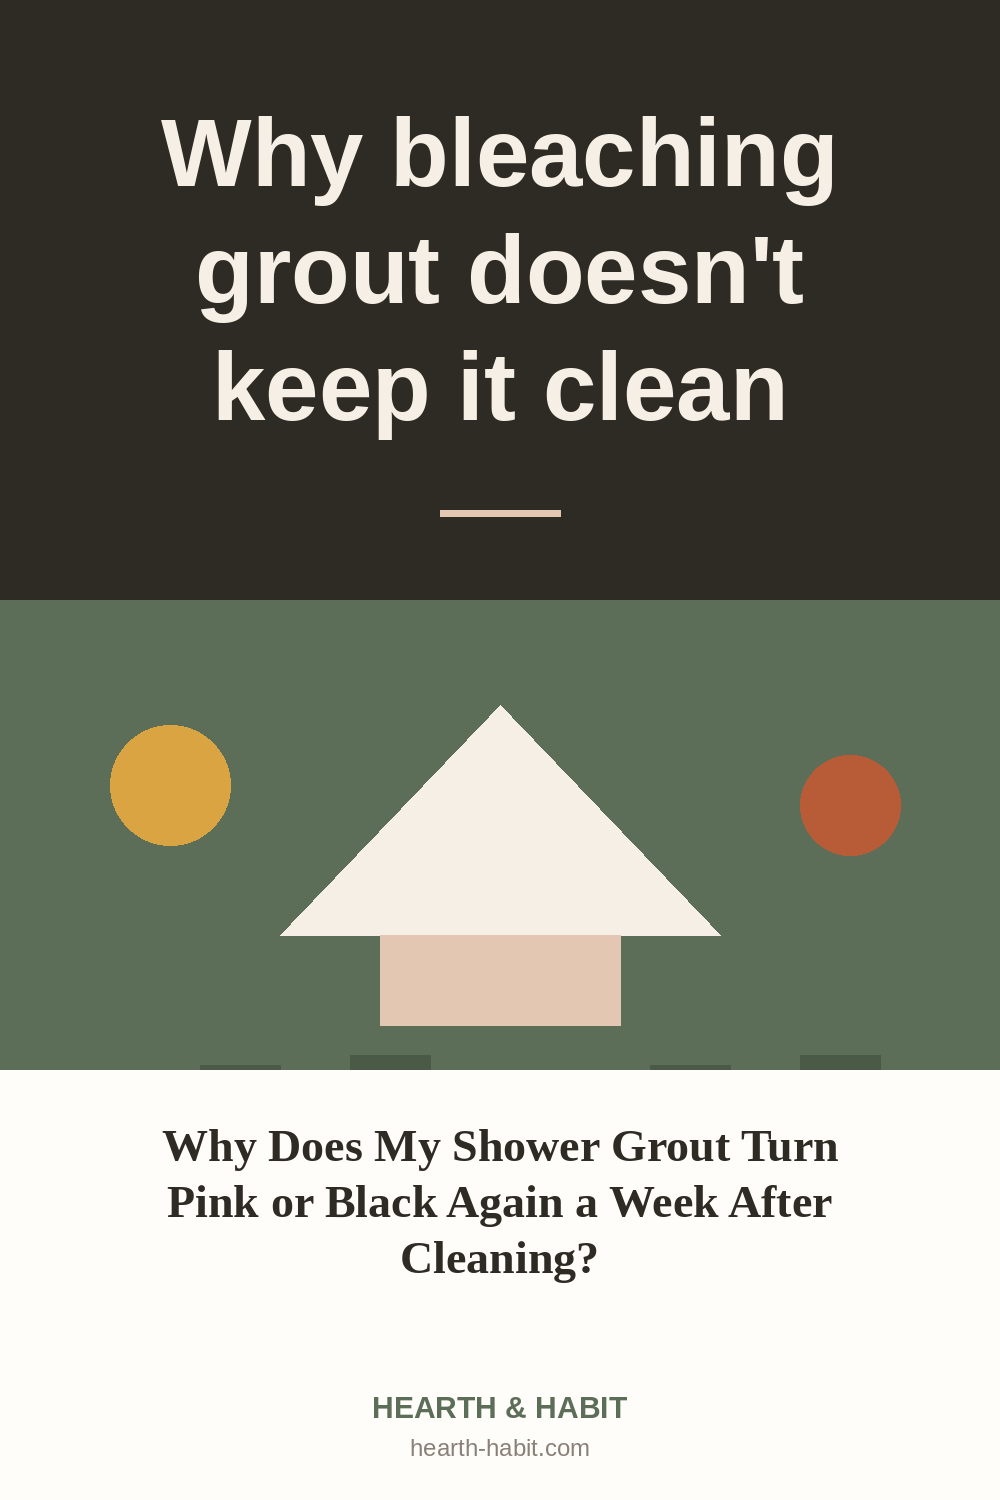 Why bleaching
grout doesn't
keep it clean
Why Does My Shower Grout Turn
Pink or Black Again a Week After
Cleaning?
HEARTH & HABIT
hearth-habit.com